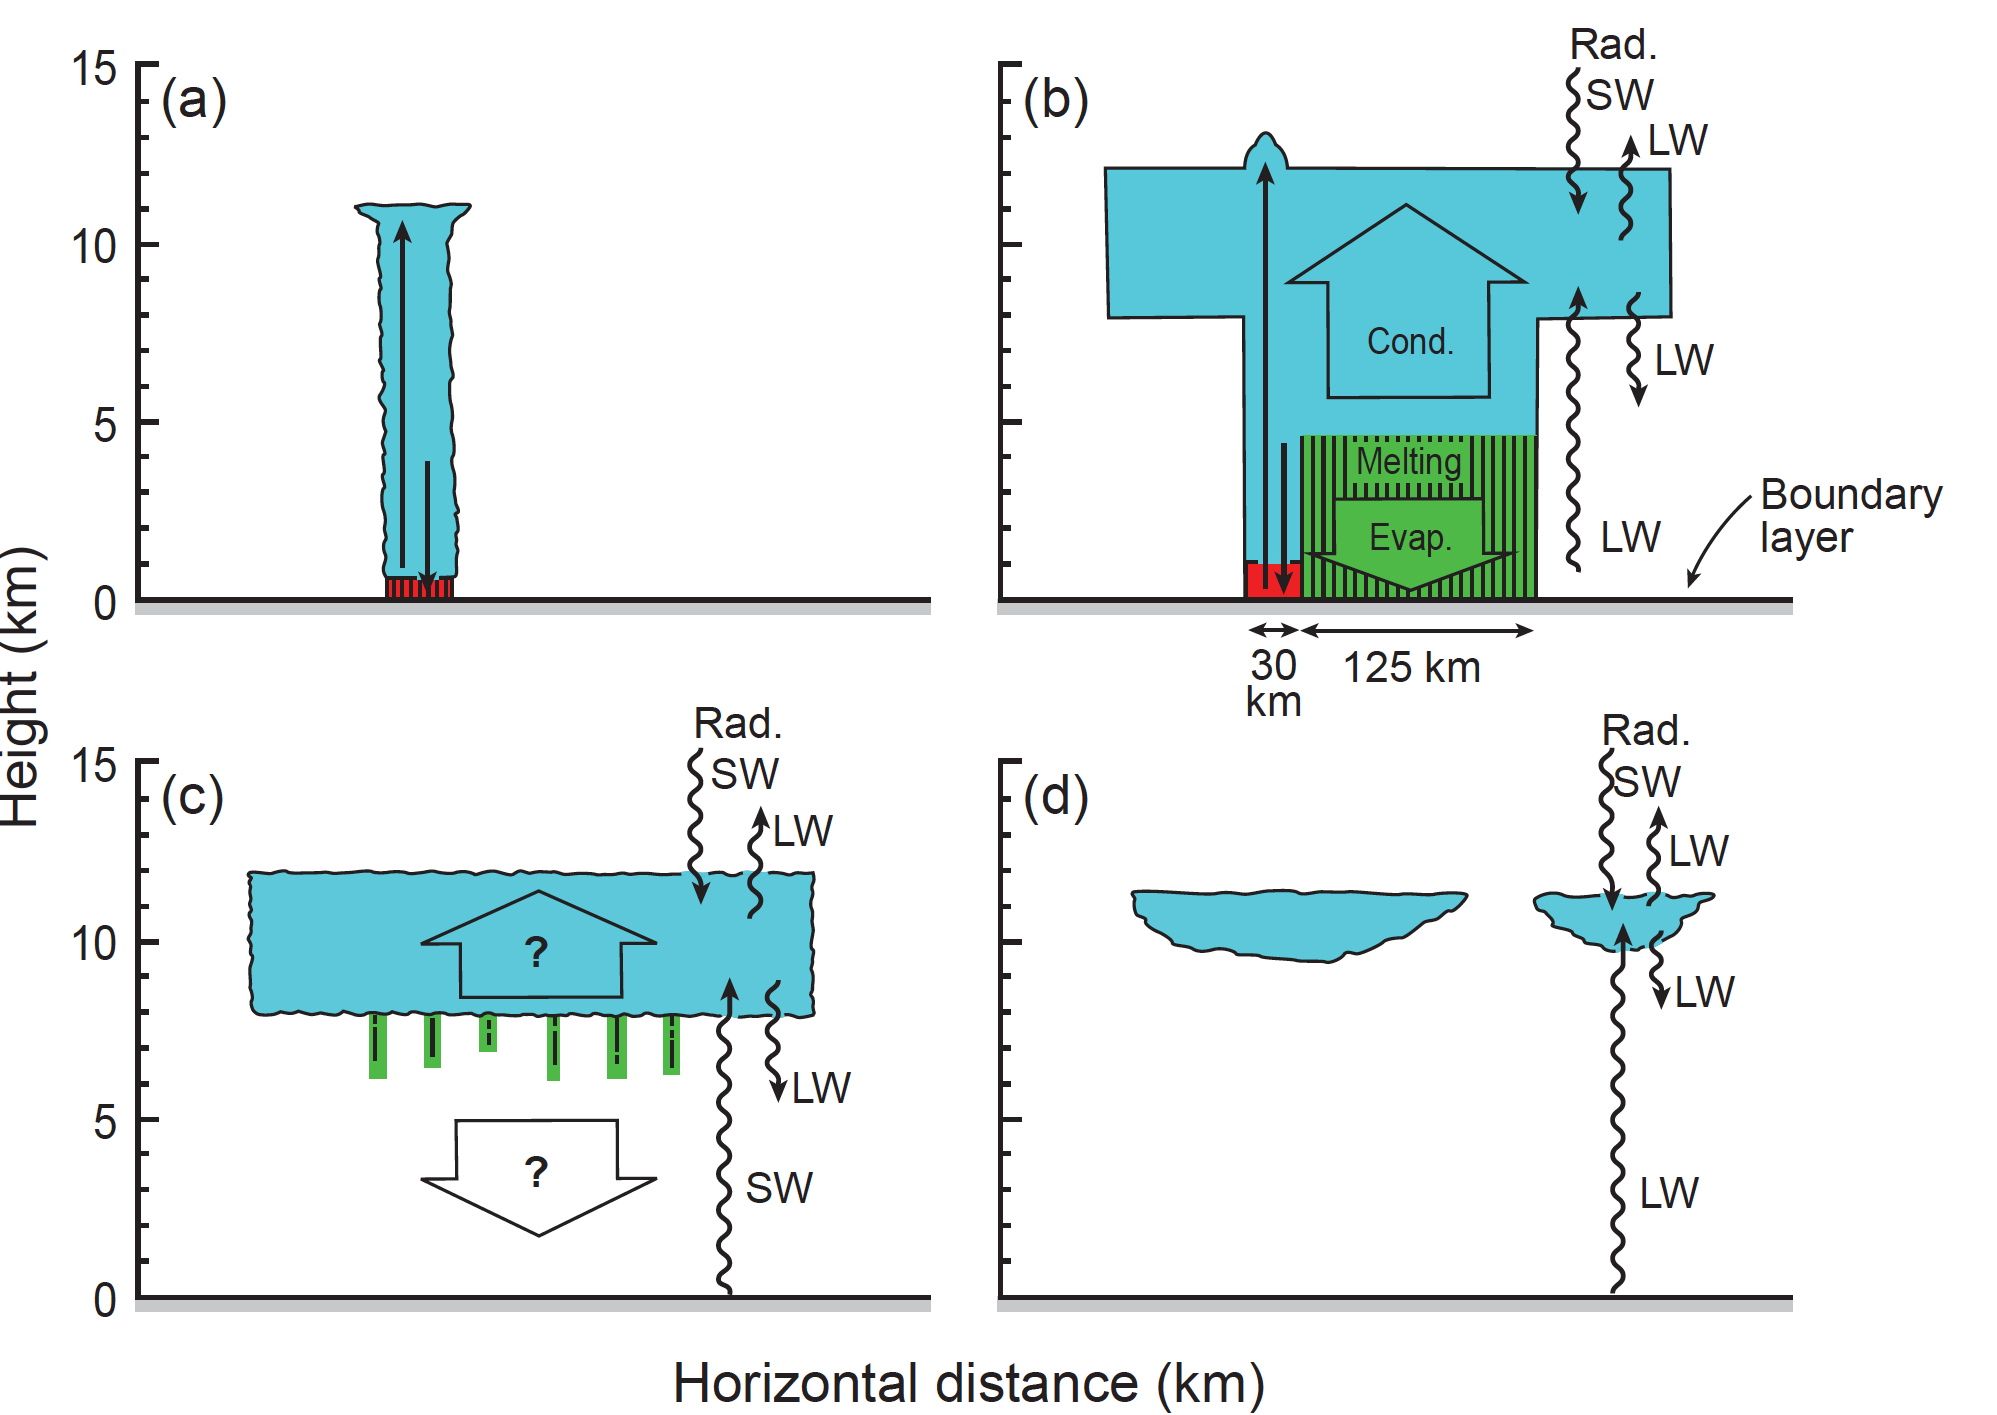 Height (km)
15
10
5
0
(a)
(b)
Rad.
SW
LW
Cond.
LW
Melting
Evap.
LW
Boundary
layer
30
km
125 km
15
10
5
0
(c)
Rad.
SW
LW
?
LW
?
SW
(d)
Rad.
SW
LW
LW
LW
Horizontal distance (km)